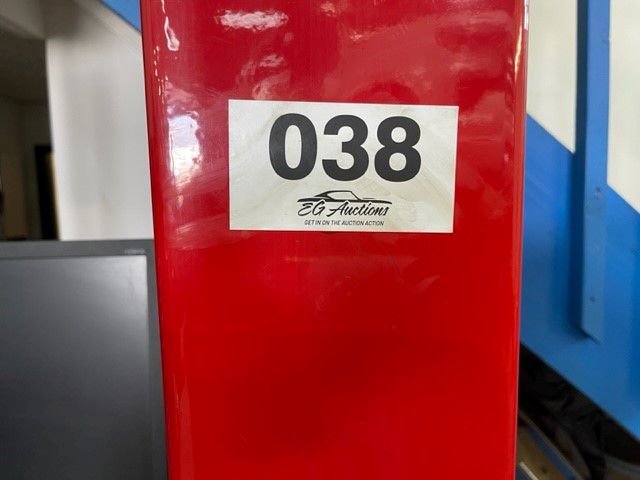 038
EG Auctions
GET IN ON THE AUCTION ACTION